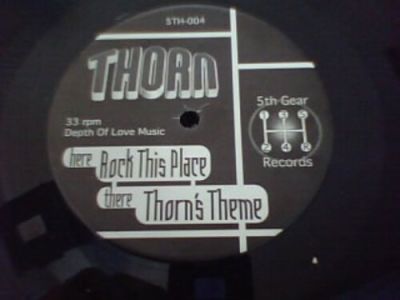 5TH-004
THORN
33 rpm
Depth Of Love Music
here Rock This Place
there Thorn's Theme
5th Gear
1 3 5
2 4 R
Records